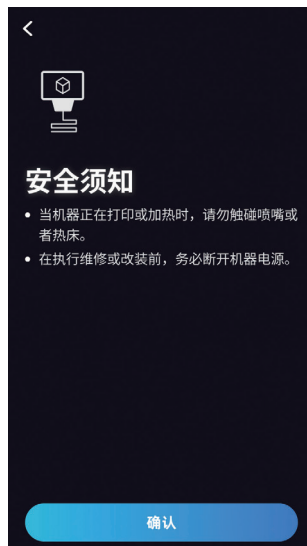 安全须知
• 当机器正在打印或加热时，请勿触碰喷嘴或
者热床。
• 在执行维修或改装前，务必断开机器电源。
确认